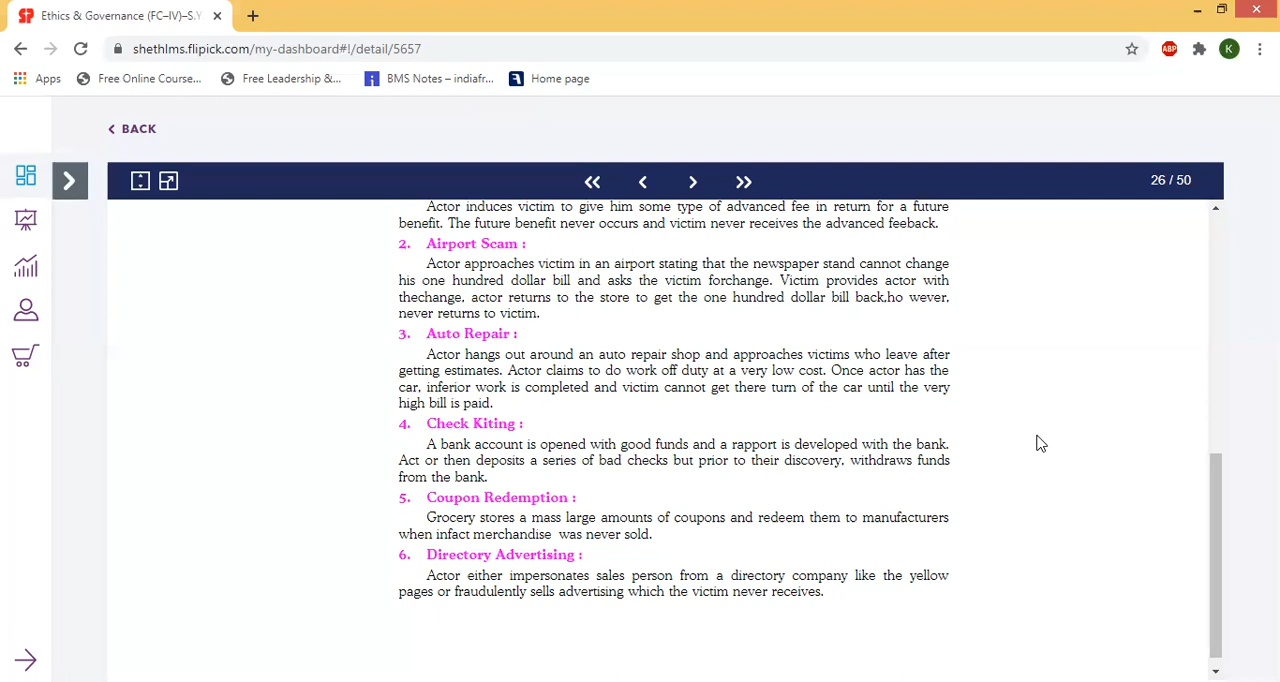 Ethics & Governance (FC–IV)–S.Y
shethlms.flipick.com/my-dashboard#!/detail/5657
ABP
K
Apps
Free Online Course...
Free Leadership &...
BMS Notes – indiafr...
Home page
BACK
26 / 50
Actor induces victim to give him some type of advanced fee in return for a future
benefit. The future benefit never occurs and victim never receives the advanced feeback.
2. Airport Scam :
Actor approaches victim in an airport stating that the newspaper stand cannot change
his one hundred dollar bill and asks the victim forchange. Victim provides actor with
thechange, actor returns to the store to get the one hundred dollar bill back,ho wever,
never returns to victim.
3. Auto Repair :
Actor hangs out around an auto repair shop and approaches victims who leave after
getting estimates. Actor claims to do work off duty at a very low cost. Once actor has the
car, inferior work is completed and victim cannot get there turn of the car until the very
high bill is paid.
4. Check Kiting :
A bank account is opened with good funds and a rapport is developed with the bank.
Act or then deposits a series of bad checks but prior to their discovery, withdraws funds
from the bank.
5. Coupon Redemption :
Grocery stores a mass large amounts of coupons and redeem them to manufacturers
when infact merchandise was never sold.
6. Directory Advertising :
Actor either impersonates sales person from a directory company like the yellow
pages or fraudulently sells advertising which the victim never receives.